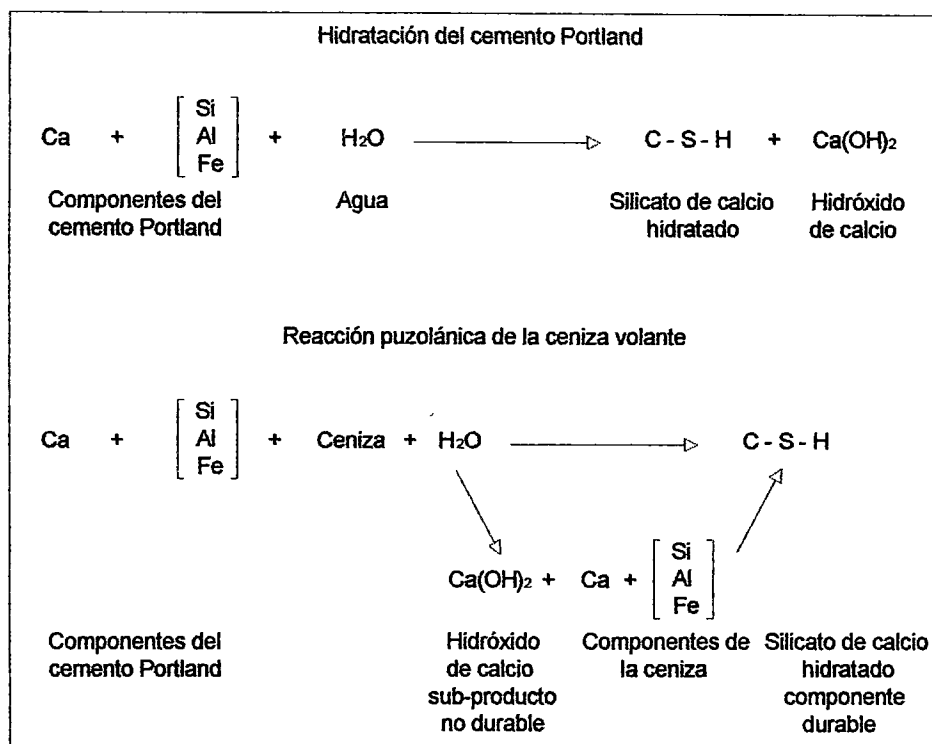 Hidratación del cemento Portland
Si
Ca + Al + H₂O C - S - H + Ca(OH)₂
Fe
Componentes del Agua Silicato de calcio Hidróxido
cemento Portland hidratado de calcio
Reacción puzolánica de la ceniza volante
Si
Ca + Al + Ceniza + H₂O C - S - H
Fe
Si
Ca(OH)₂ + Ca + Al
Fe
Componentes del Hidróxido Componentes de Silicato de calcio
cemento Portland de calcio la ceniza hidratado
sub-producto componente
no durable durable